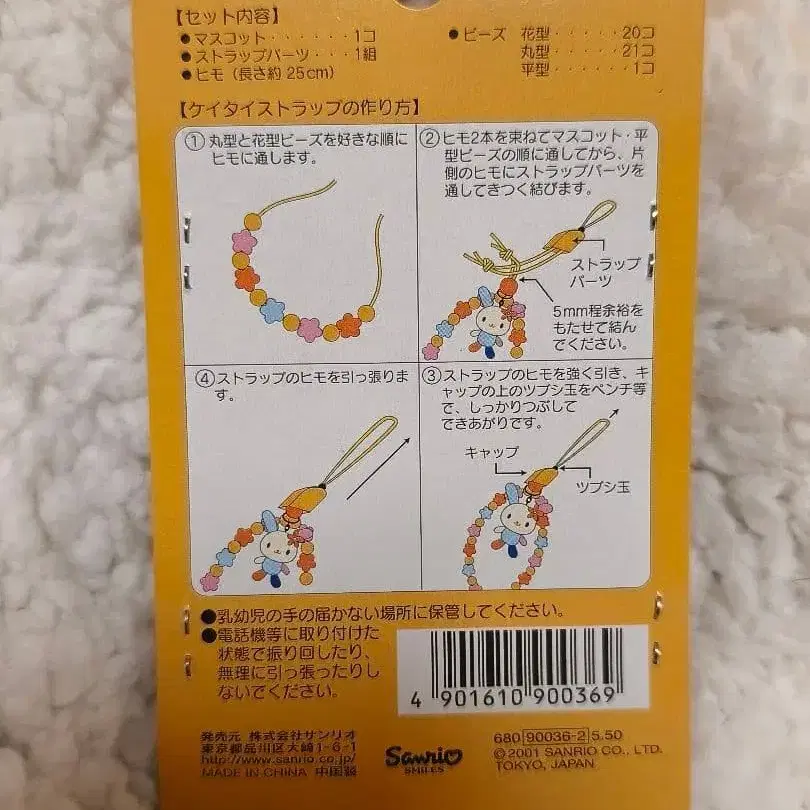 【セット内容】
●マスコット・・・・・・1コ
●ストラップパーツ・・・1組
●ヒモ（長さ約25cm）
●ビーズ 花型・・・・・20コ
丸型・・・・・21コ
平型・・・・・・1コ
【ケイタイストラップの作り方】
①丸型と花型ビーズを好きな順に
ヒモに通します。
②ヒモ2本を束ねてマスコット・平
型ビーズの順に通してから、片
側のヒモにストラップパーツを
通してきつく結びます。
ストラップ
パーツ
5mm程余裕を
もたせて結ん
でください。
④ストラップのヒモを引っ張りま
す。
③ストラップのヒモを強く引き、キ
ャップの上のツブシ玉をペンチ等
で、しっかりつぶして
できあがりです。
キャップ
ツブシ玉
●乳幼児の手の届かない場所に保管してください。
●電話機等に取り付けた
状態で振り回したり、
無理に引っ張ったりし
ないでください。
4 901610 900369
発売元 株式会社サンリオ
東京都品川区大崎1-6-1
http://www.sanrio.co.jp/
MADE IN CHINA 中国製
Sanrio
SMILES
680 90036-2 5.50
©2001 SANRIO CO., LTD.
TOKYO, JAPAN